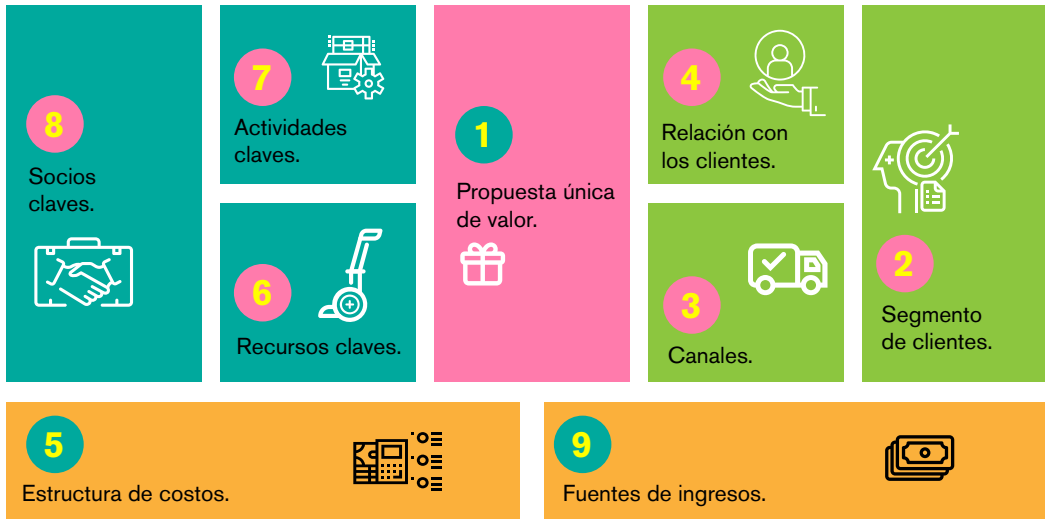 8
Socios
claves.
7
Actividades
claves.
6
Recursos claves.
1
Propuesta única
de valor.
4
Relación con
los clientes.
3
Canales.
2
Segmento
de clientes.
5
Estructura de costos.
9
Fuentes de ingresos.